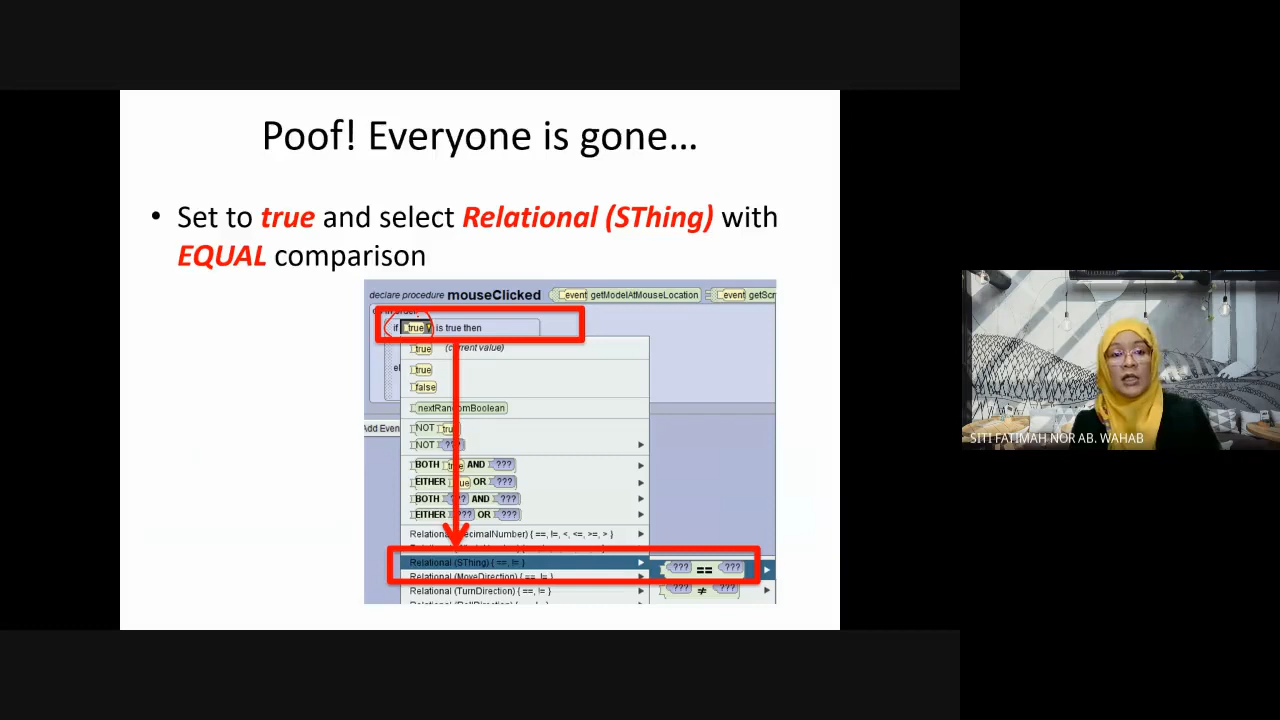 Poof! Everyone is gone...
• Set to true and select Relational (SThing) with
EQUAL comparison
declare procedure mouseClicked event getModelAtMouseLocation event getScr
if true is true then
true (current value)
true
false
nextRandomBoolean
Add Even
NOT true
NOT ???
BOTH true AND ???
EITHER true OR ???
BOTH ??? AND ???
EITHER ??? OR ???
Relational (DecimalNumber) { ==, !=, <, <=, >=, > }
Relational (SThing) { ==, != }
??? == ???
Relational (MoveDirection) { ==, != }
Relational (TurnDirection) { ==, != }
??? ≠ ???
Relational (RollDirection) { ==, != }
SITI FATIMAH NOR AB. WAHAB